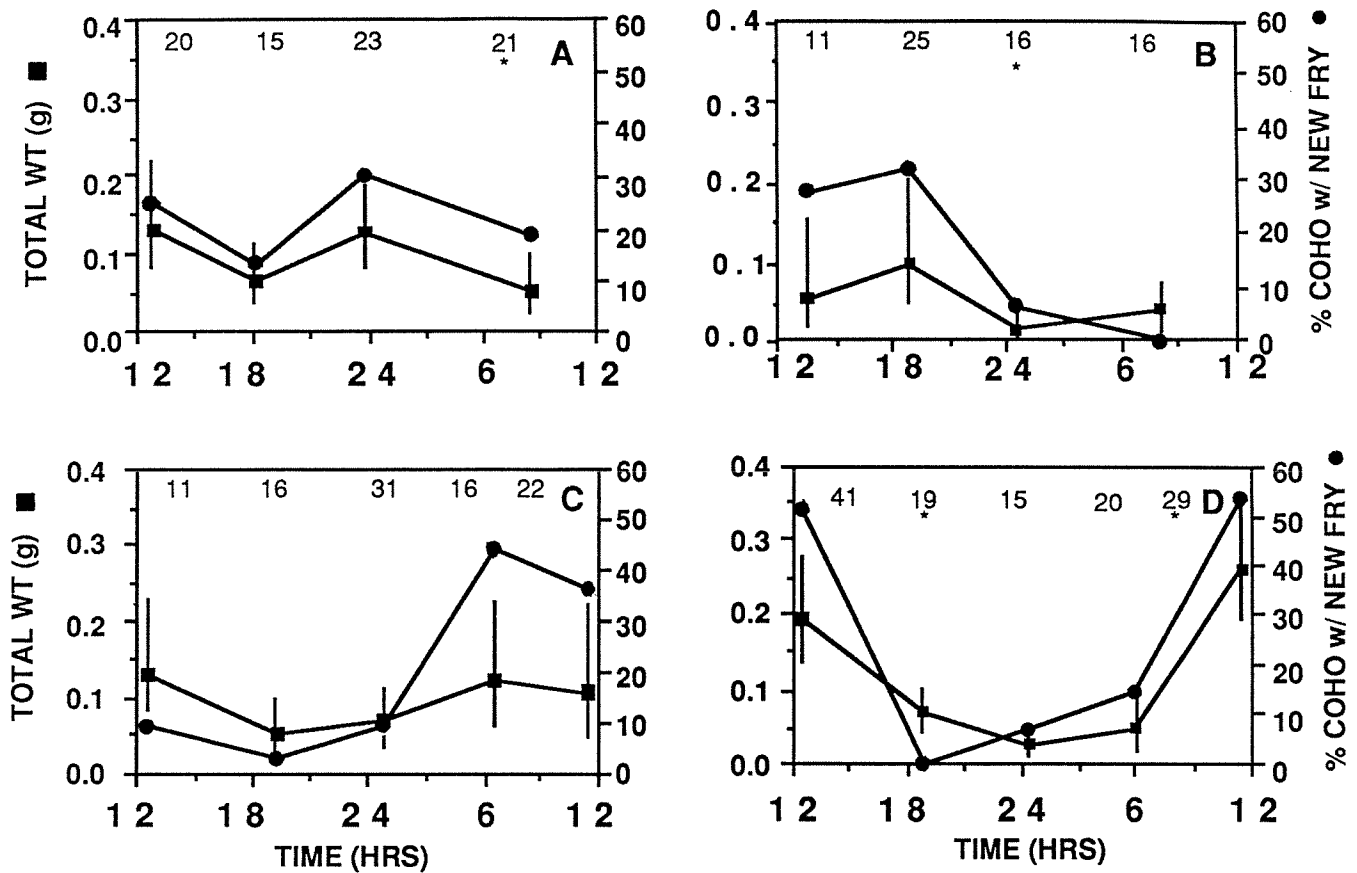 0.4 20 15 23 21 A 60
*
50
0.3
40
0.2
30
20
0.1
10
0.0 0
12 18 24 6 12
TOTAL WT (g)
0.4 11 25 16 16 B 60
*
50
0.3
40
0.2
30
20
0.1
10
0.0 0
12 18 24 6 12
% COHO w/ NEW FRY
0.4 11 16 31 16 22 C 60
50
0.3
40
0.2
30
20
0.1
10
0.0 0
12 18 24 6 12
TIME (HRS)
TOTAL WT (g)
0.4 41 19 15 20 29 D 60
* *
50
0.3
40
0.2
30
20
0.1
10
0.0 0
12 18 24 6 12
TIME (HRS)
% COHO w/ NEW FRY